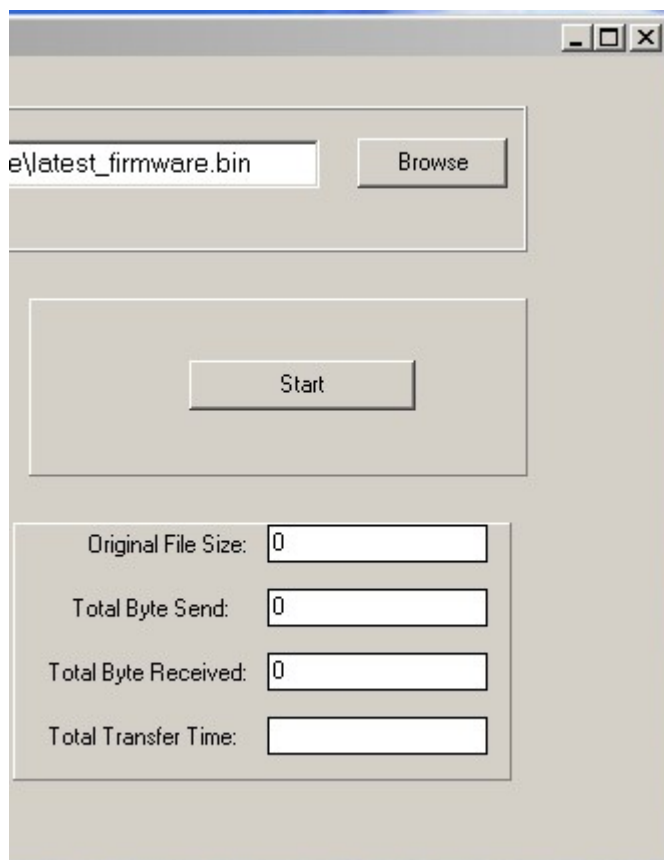 e\latest_firmware.bin
Browse
Start
Original File Size: 0
Total Byte Send: 0
Total Byte Received: 0
Total Transfer Time: